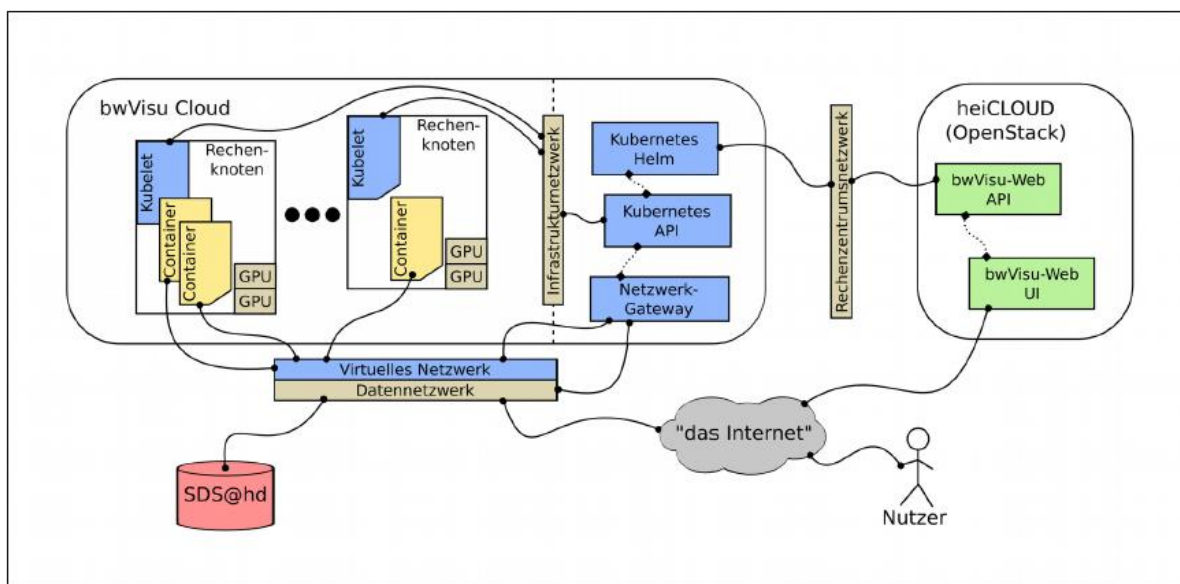 bwVisu Cloud
Kubelet
Rechen-
knoten
Container
Container
GPU
GPU
Kubelet
Rechen-
knoten
Container
GPU
GPU
Infrastrukturnetzwerk
Kubernetes
Helm
Kubernetes
API
Netzwerk-
Gateway
Rechenzentrumsnetzwerk
heiCLOUD
(OpenStack)
bwVisu-Web
API
bwVisu-Web
UI
Virtuelles Netzwerk
Datennetzwerk
"das Internet"
SDS@hd
Nutzer